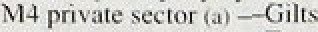 M4 private sector (a) —Gilts